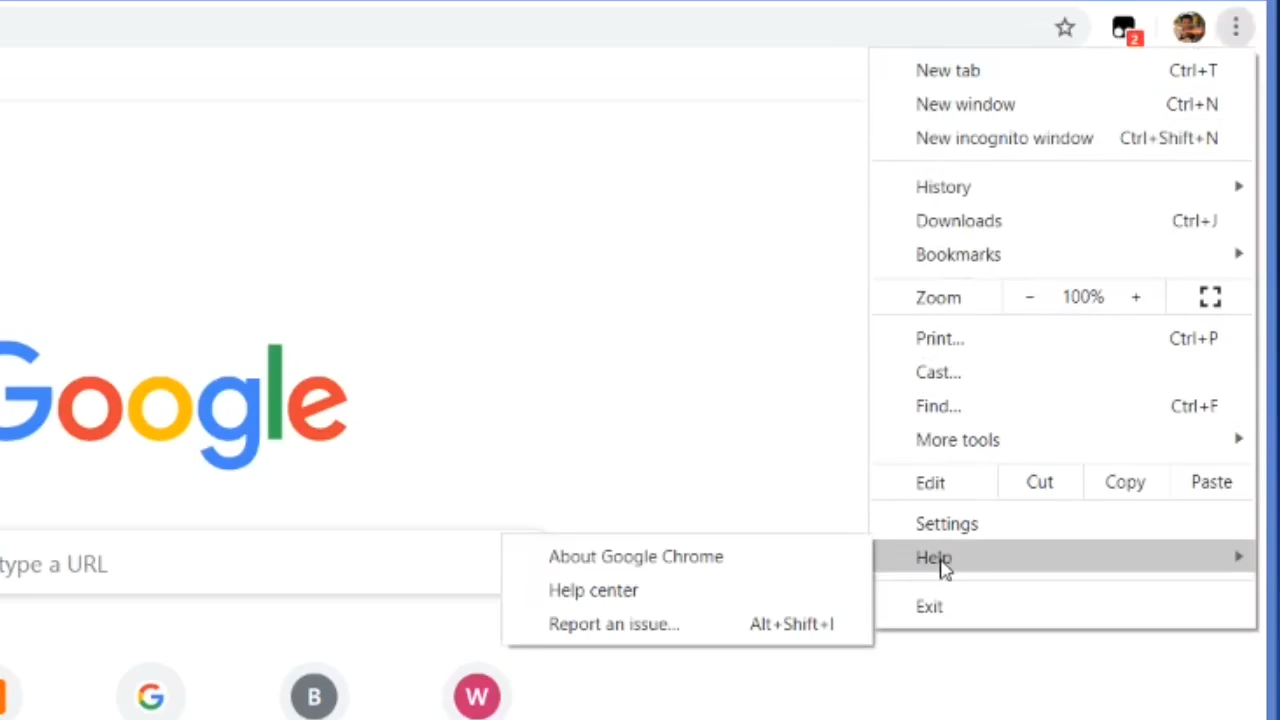 2
New tab Ctrl+T
New window Ctrl+N
New incognito window Ctrl+Shift+N
History
Downloads Ctrl+J
Bookmarks
Zoom - 100% +
Print... Ctrl+P
Cast...
Find... Ctrl+F
More tools
Edit Cut Copy Paste
Settings
Help
Exit
About Google Chrome
Help center
Report an issue... Alt+Shift+I
Google
type a URL
G B W